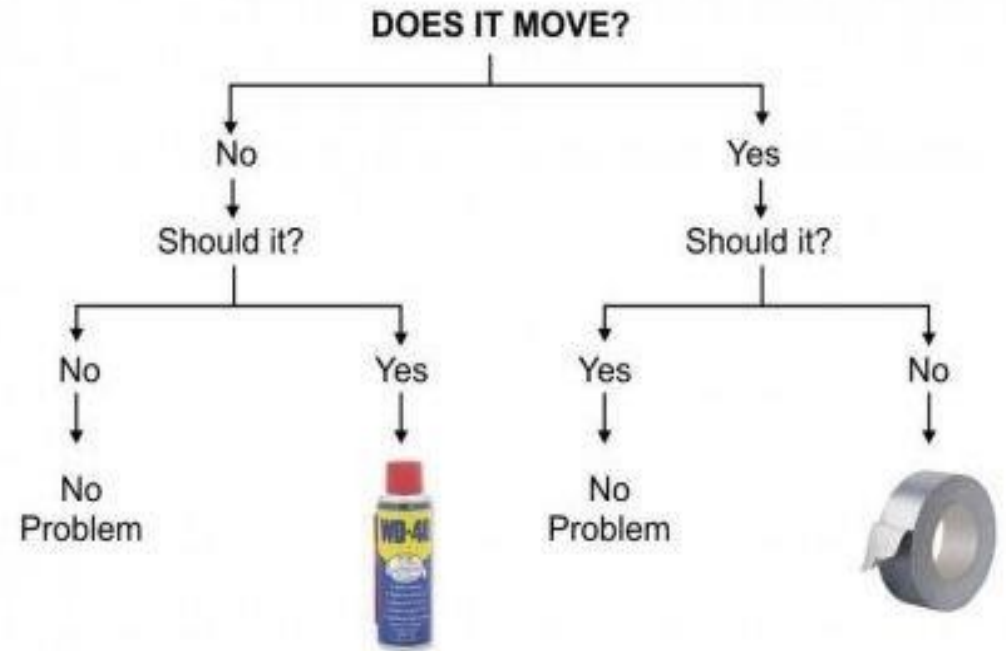 DOES IT MOVE?
No
Yes
Should it?
Should it?
No
Yes
Yes
No
No
Problem
WD-40
No
Problem